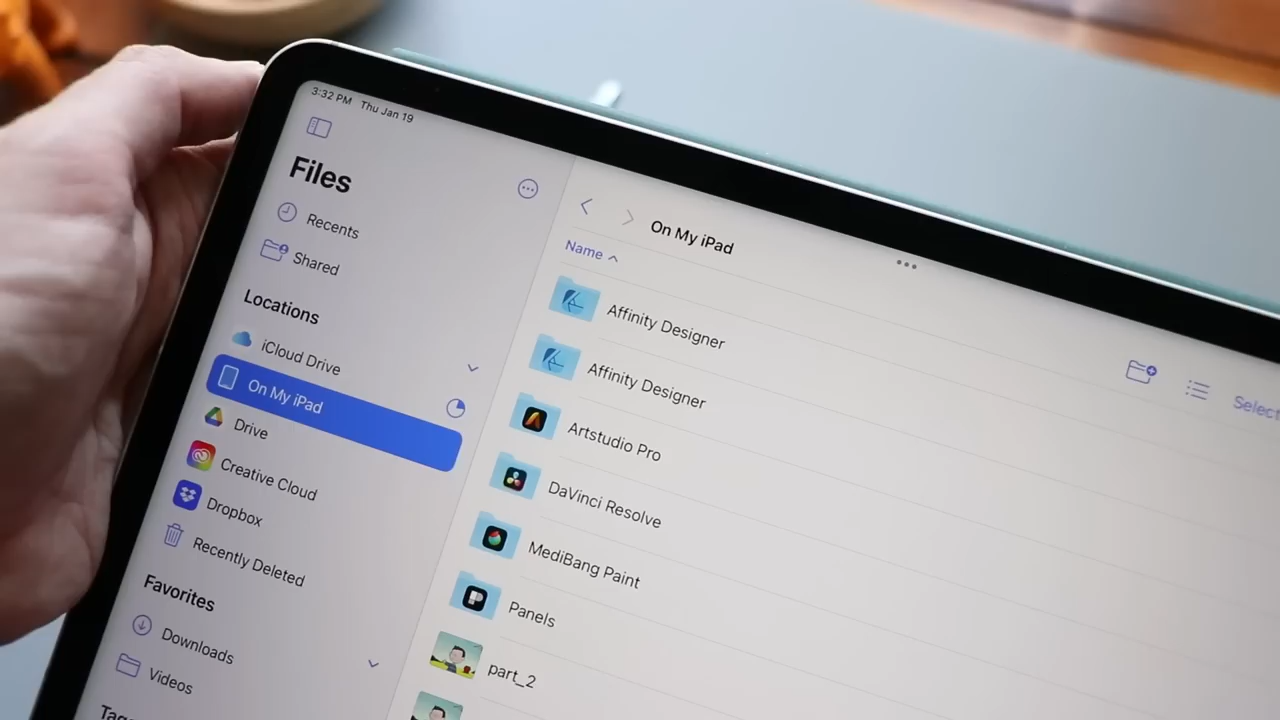 3:32 PM Thu Jan 19
Files
Recents
Shared
Locations
iCloud Drive
On My iPad
Drive
Creative Cloud
Dropbox
Recently Deleted
Favorites
Downloads
Videos
On My iPad
Name
Select
Affinity Designer
Affinity Designer
Artstudio Pro
DaVinci Resolve
MediBang Paint
Panels
part_2